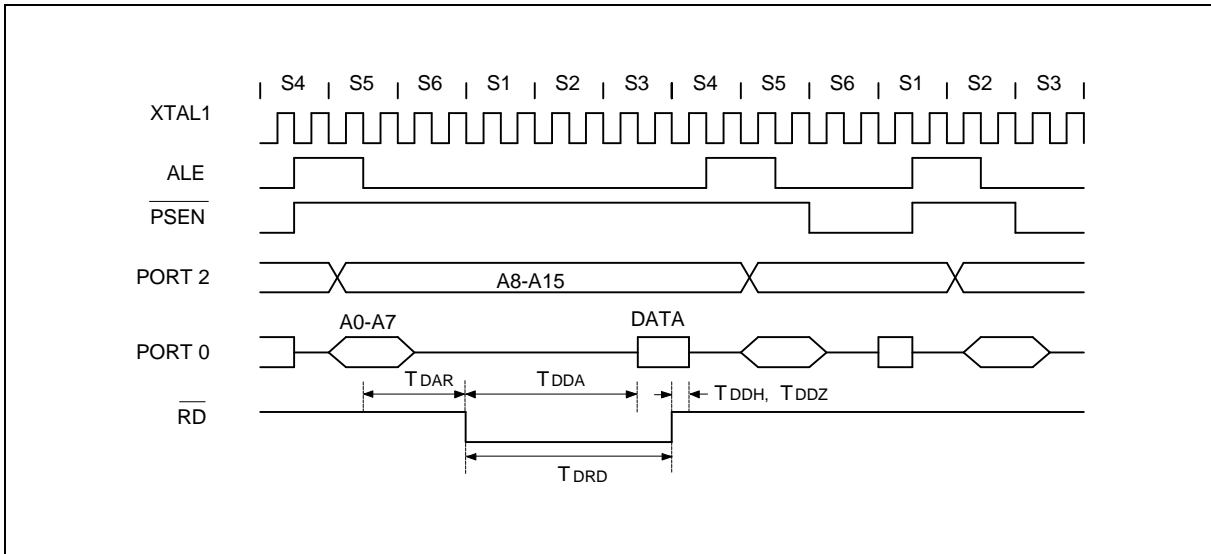 S4 S5 S6 S1 S2 S3 S4 S5 S6 S1 S2 S3
XTAL1
ALE
PSEN
PORT 2
A8-A15
A0-A7
DATA
PORT 0
TDAR
TDDA
TDDH, TDDZ
RD
TDRD